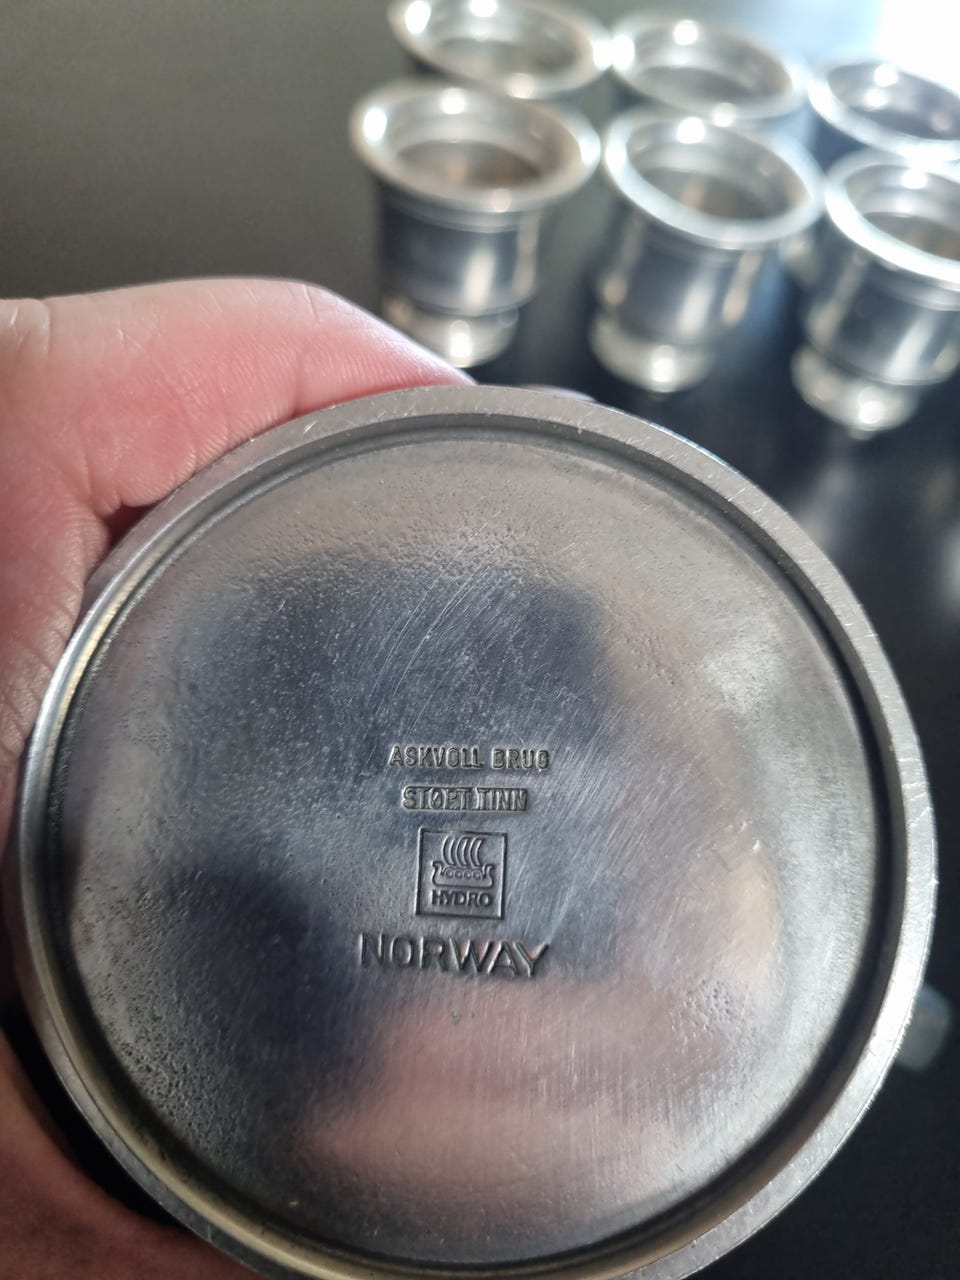 ASKVOLL BRUG
STØPT TINN
HYDRO
NORWAY